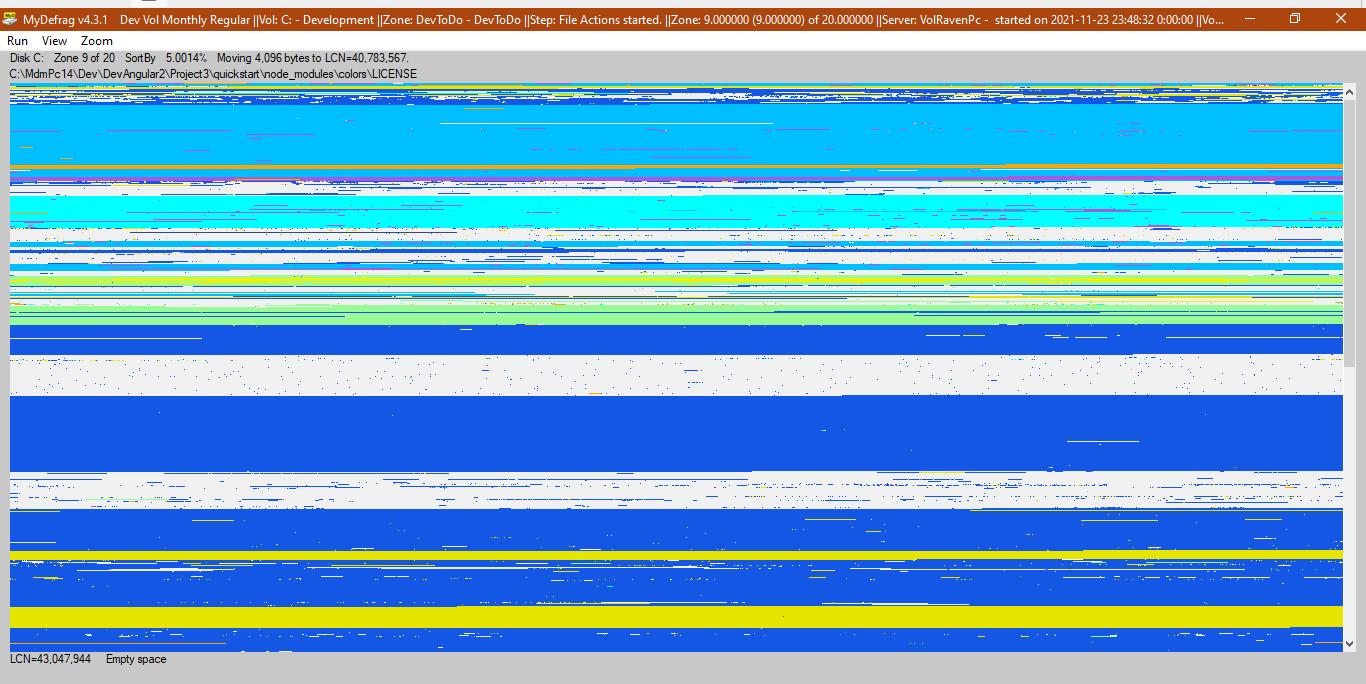 MyDefrag v4.3.1    Dev Vol Monthly Regular ||Vol: C: - Development ||Zone: DevToDo - DevToDo ||Step: File Actions started. ||Zone: 9.000000 (9.000000) of 20.000000 ||Server: VolRavenPc -  started on 2021-11-23 23:48:32 0:00:00 ||Vo...
Run View Zoom
Disk C:   Zone 9 of 20   SortBy   5.0014%   Moving 4,096 bytes to LCN=40,783,567.
C:\MdmPc14\Dev\DevAngular2\Project3\quickstart\node_modules\colors\LICENSE
LCN=43,047,944    Empty space